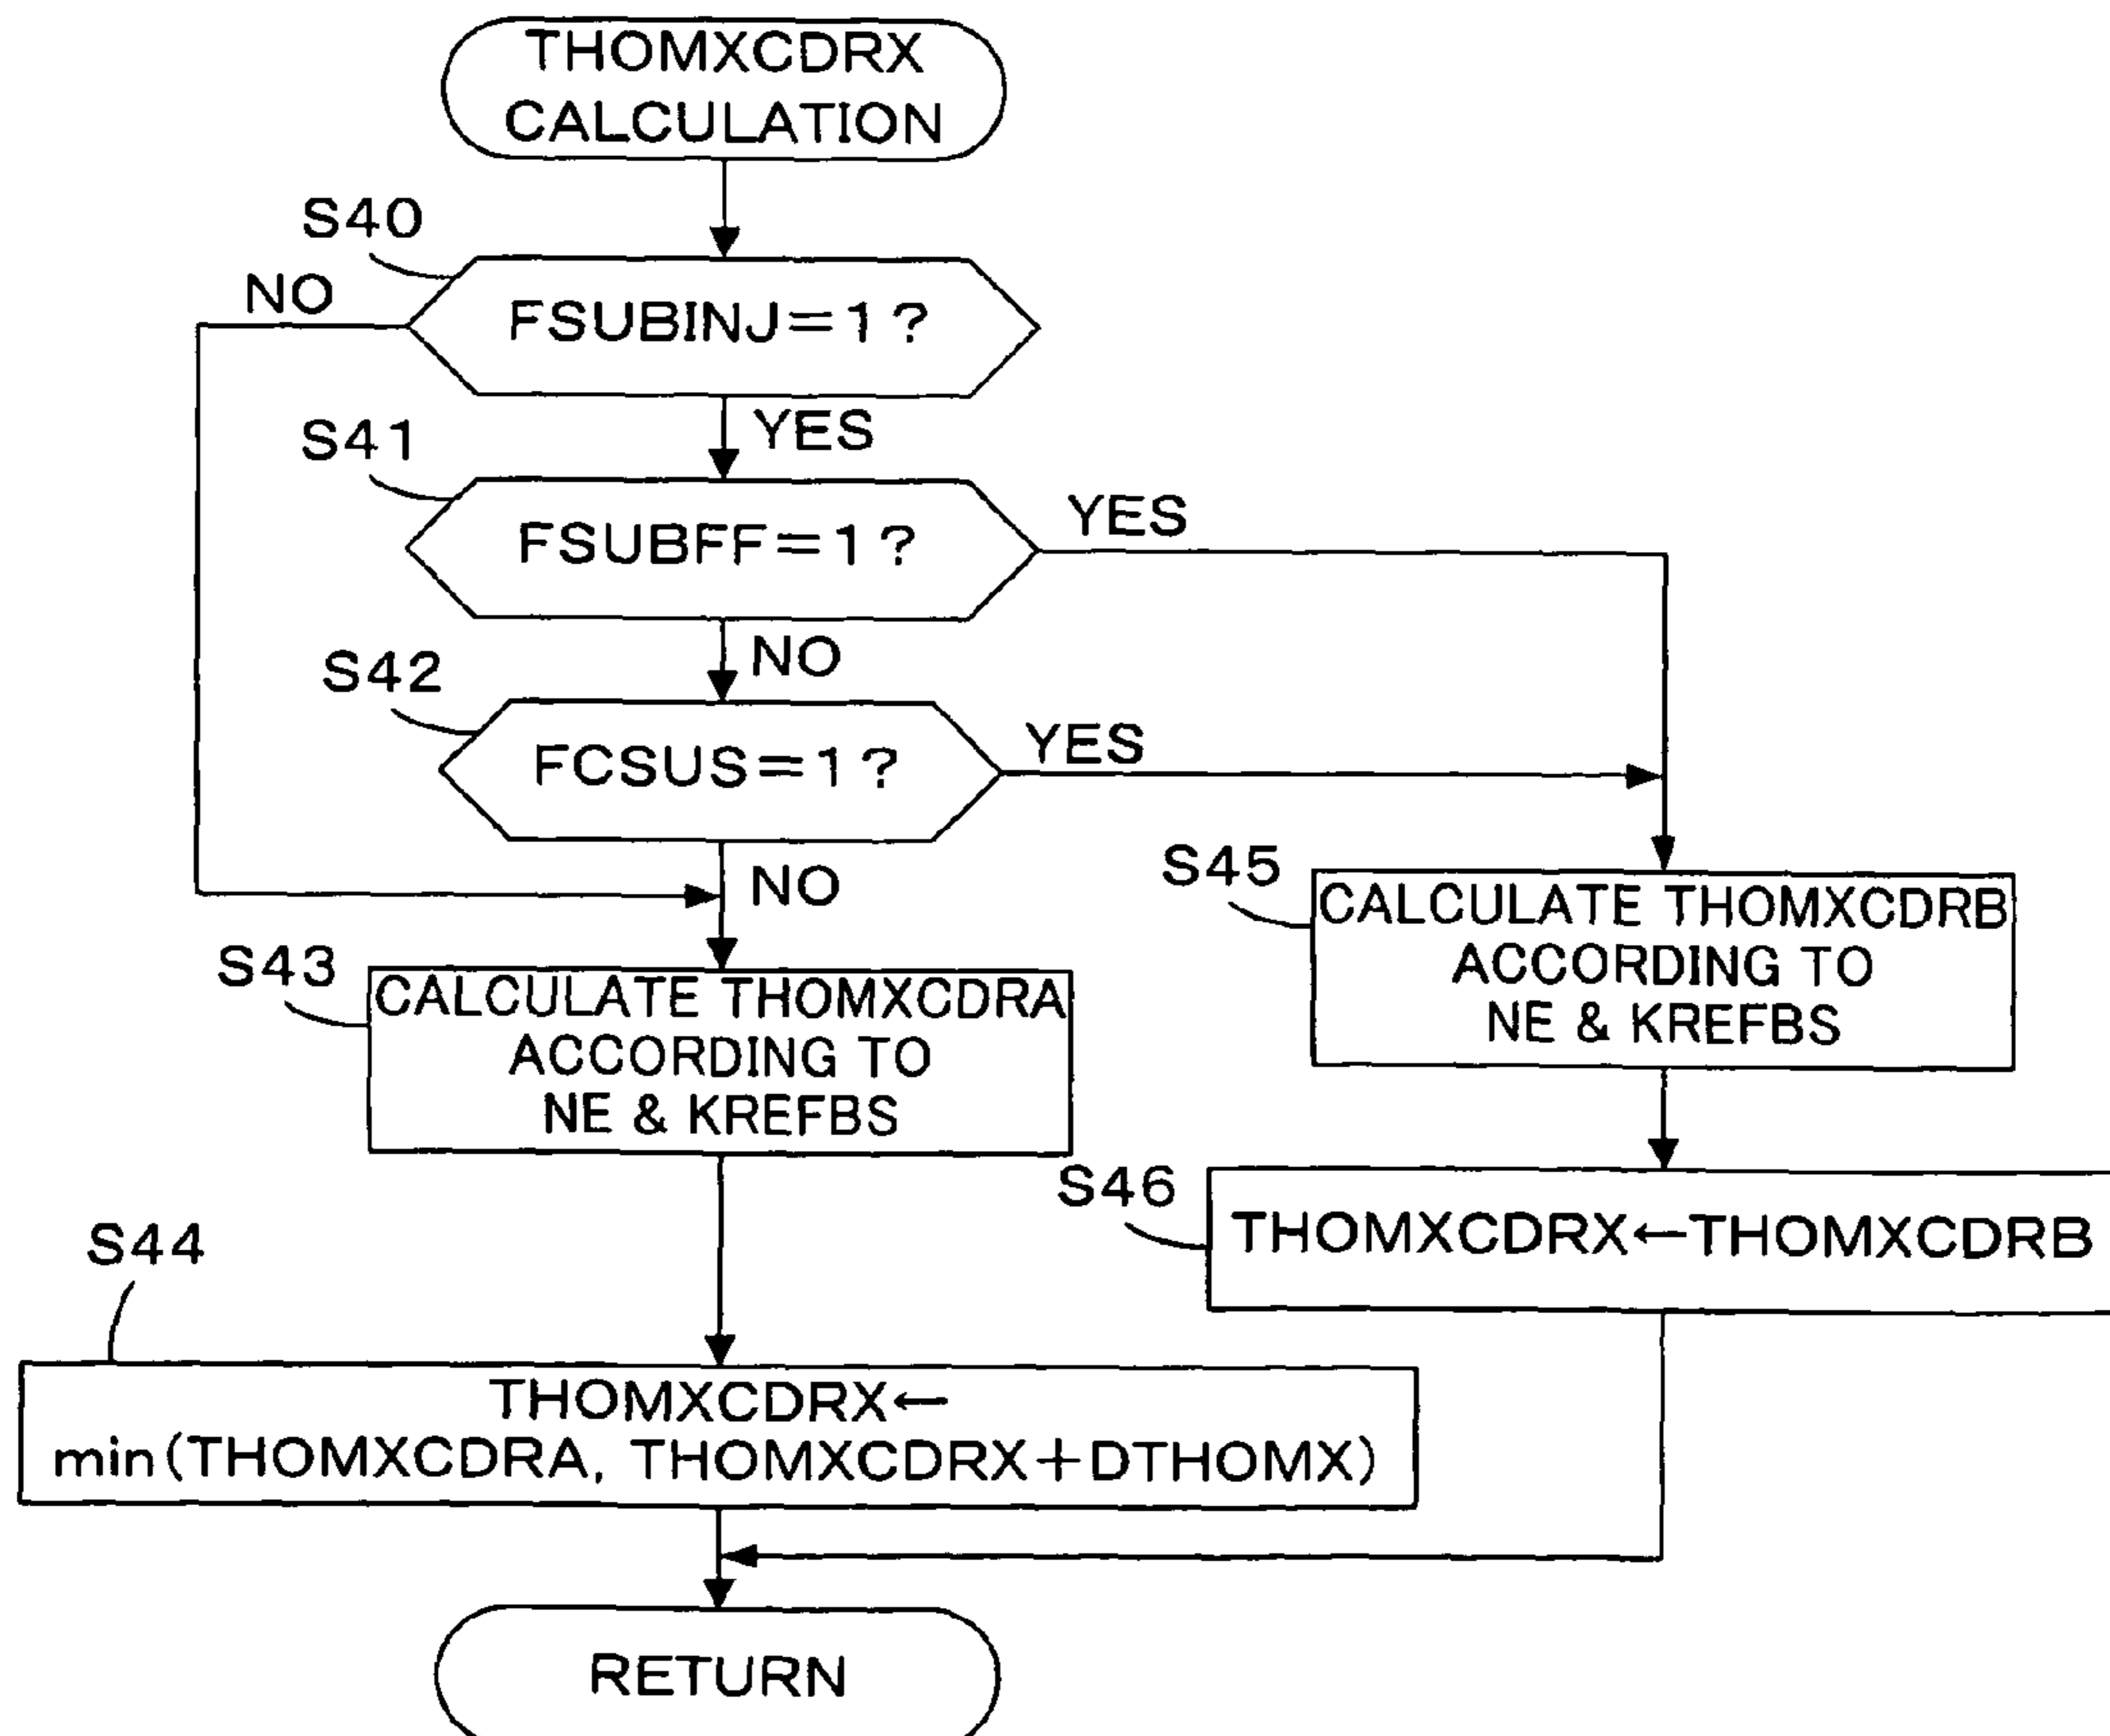 THOMXCDRX
CALCULATION
S40
NO
FSUBINJ=1?
YES
S41
FSUBFF=1?
YES
NO
S42
FCSUS=1?
YES
NO
S43
CALCULATE THOMXCDRA
ACCORDING TO
NE & KREFBS
S45
CALCULATE THOMXCDRB
ACCORDING TO
NE & KREFBS
S46
THOMXCDRX←THOMXCDRB
S44
THOMXCDRX←
min(THOMXCDRA, THOMXCDRX+DTHOMX)
RETURN